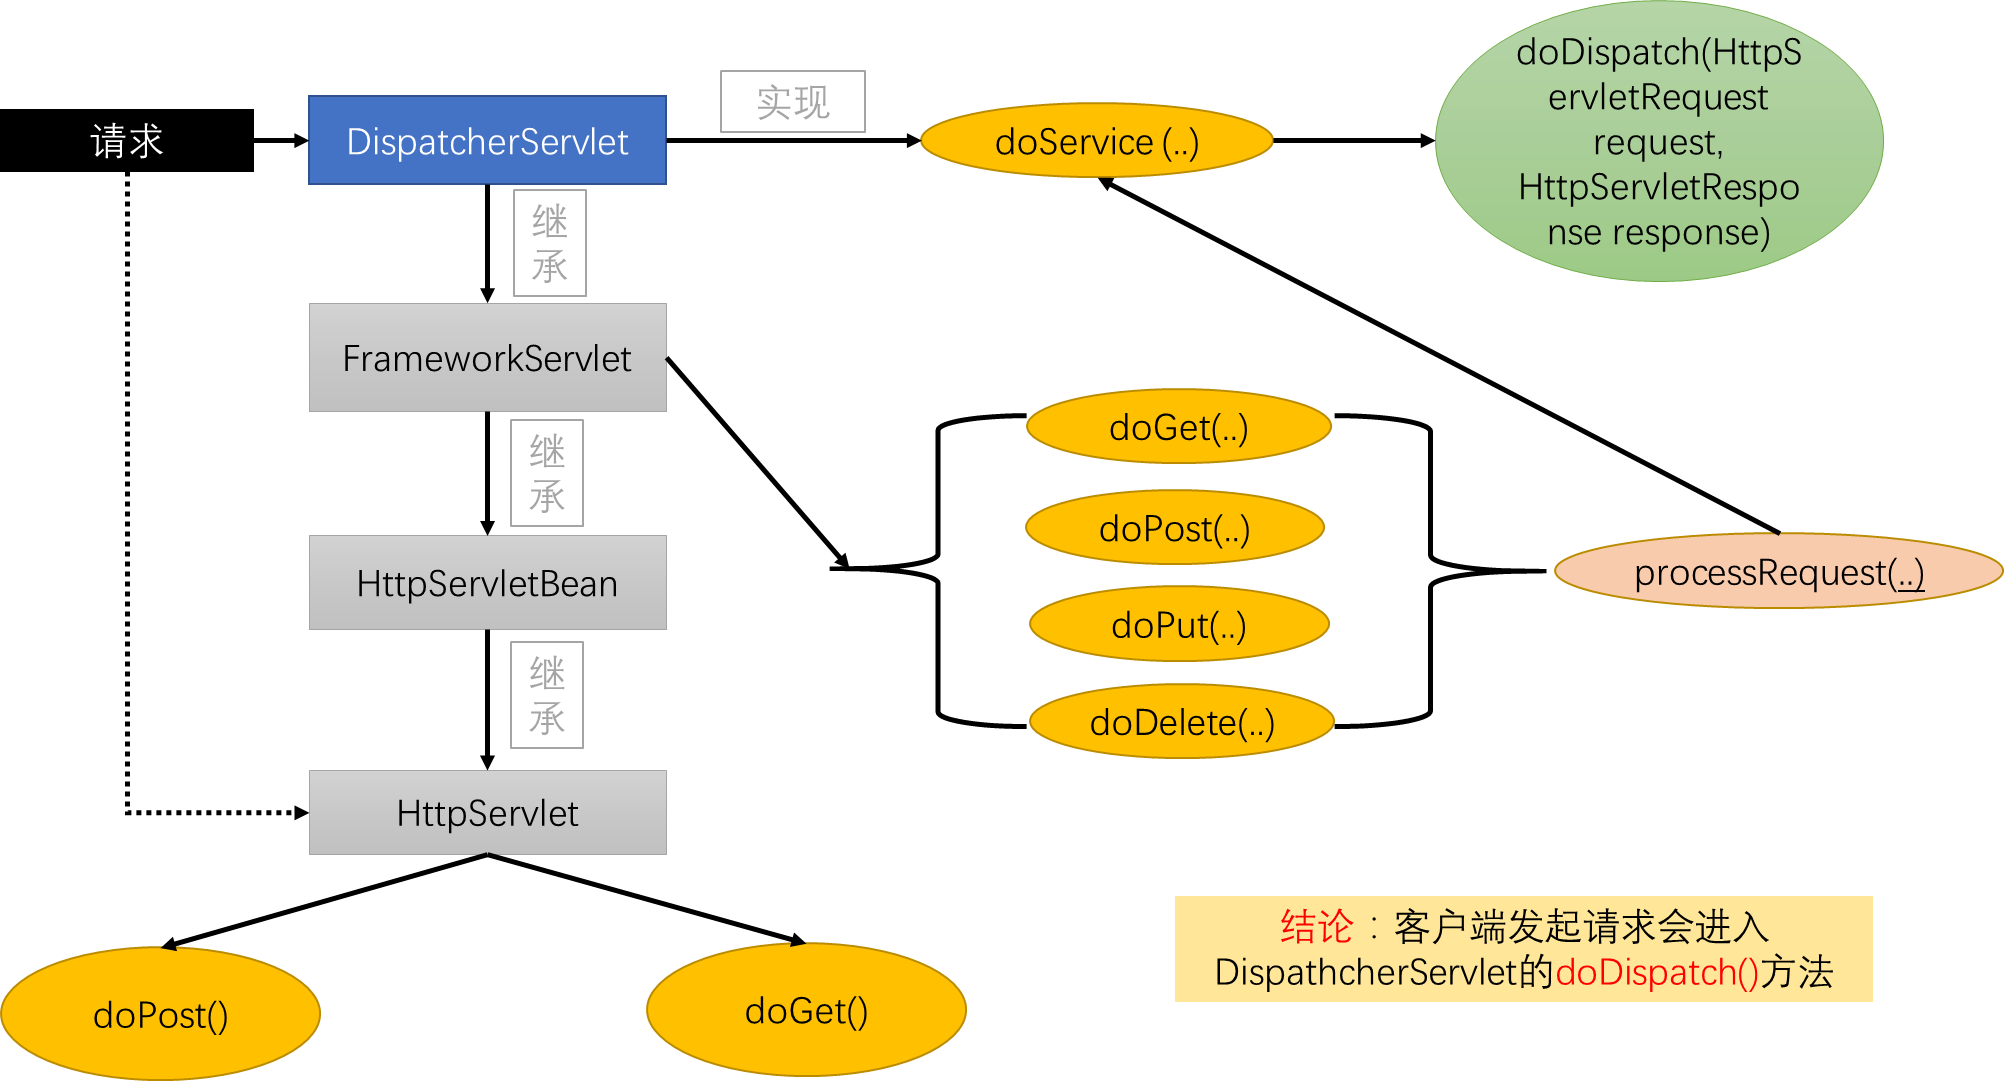 请求
DispatcherServlet
实现
doService (..)
doDispatch(HttpS
ervletRequest
request,
HttpServletRespo
nse response)
继
承
FrameworkServlet
继
承
HttpServletBean
继
承
HttpServlet
doGet(..)
doPost(..)
doPut(..)
doDelete(..)
processRequest(..)
doPost()
doGet()
结论：客户端发起请求会进入
DispathcherServlet的doDispatch()方法